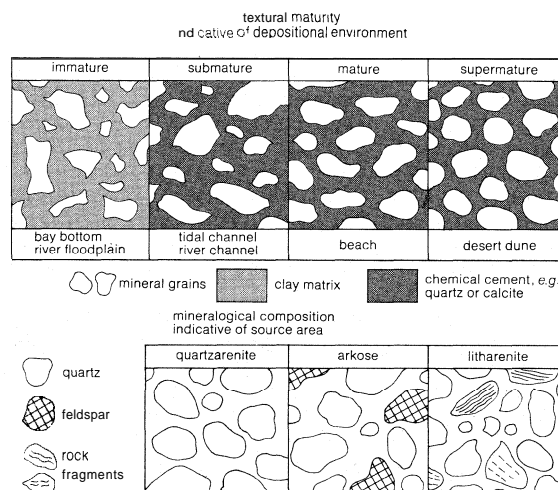 textural maturity
nd cative of depositional environment
immature
submature
mature
supermature
bay bottom
river floodplain
tidal channel
river channel
beach
desert dune
mineral grains
clay matrix
chemical cement, e.g.
quartz or calcite
mineralogical composition
indicative of source area
quartzarenite
arkose
litharenite
quartz
feldspar
rock
fragments